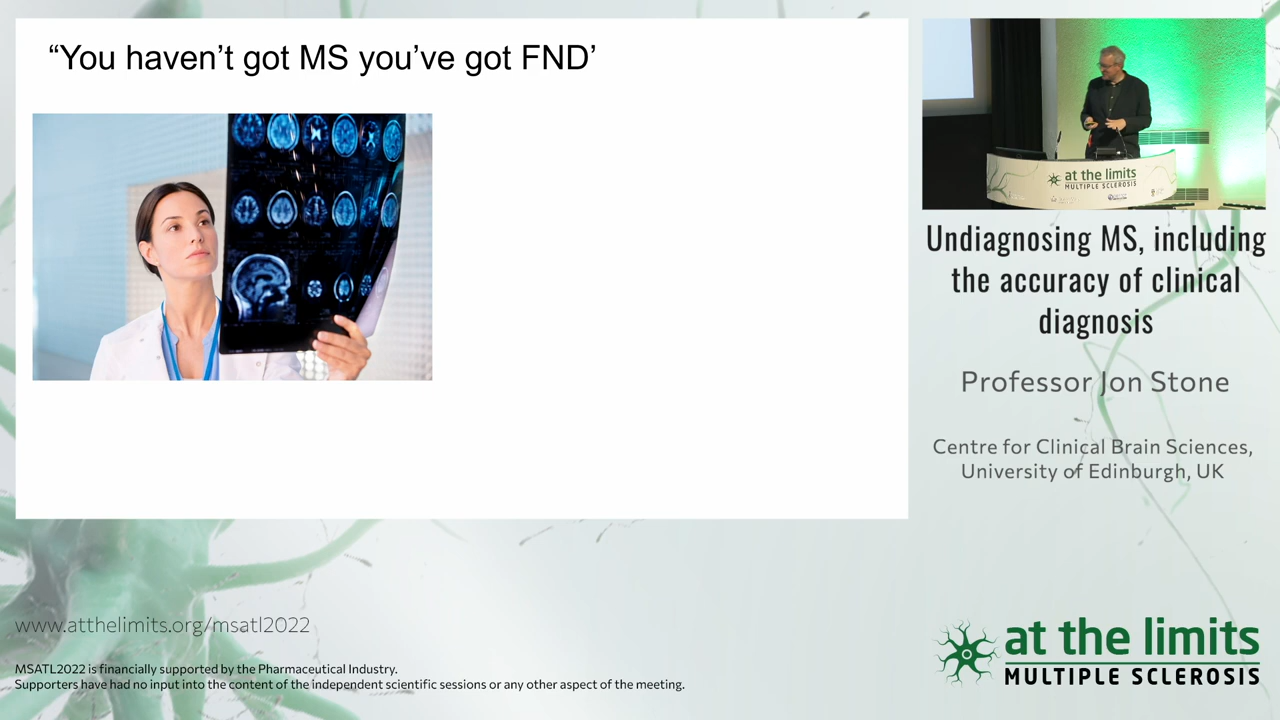 “You haven’t got MS you’ve got FND’
at the limits
MULTIPLE SCLEROSIS
Undiagnosing MS, including
the accuracy of clinical
diagnosis
Professor Jon Stone
Centre for Clinical Brain Sciences,
University of Edinburgh, UK
www.atthelimits.org/msatl2022
MSATL2022 is financially supported by the Pharmaceutical Industry.
Supporters have had no input into the content of the independent scientific sessions or any other aspect of the meeting.
at the limits
MULTIPLE SCLEROSIS